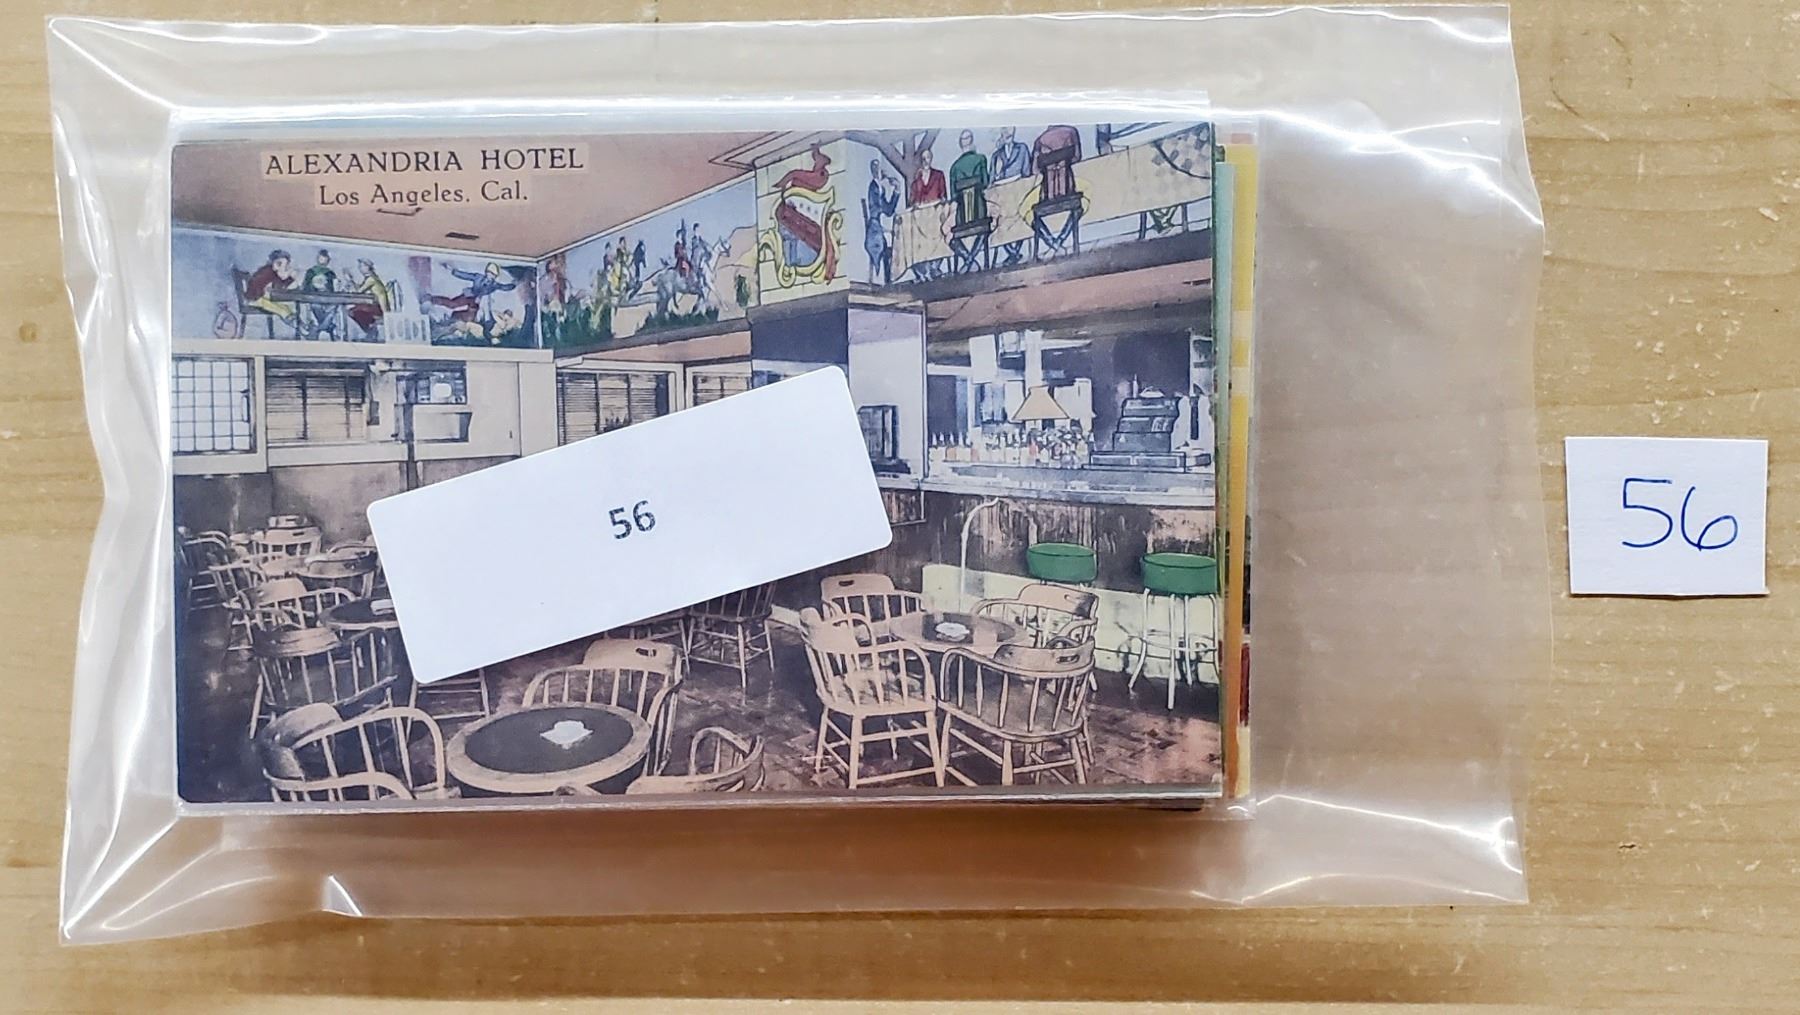 ALEXANDRIA HOTEL
Los Angeles, Cal.
56
56